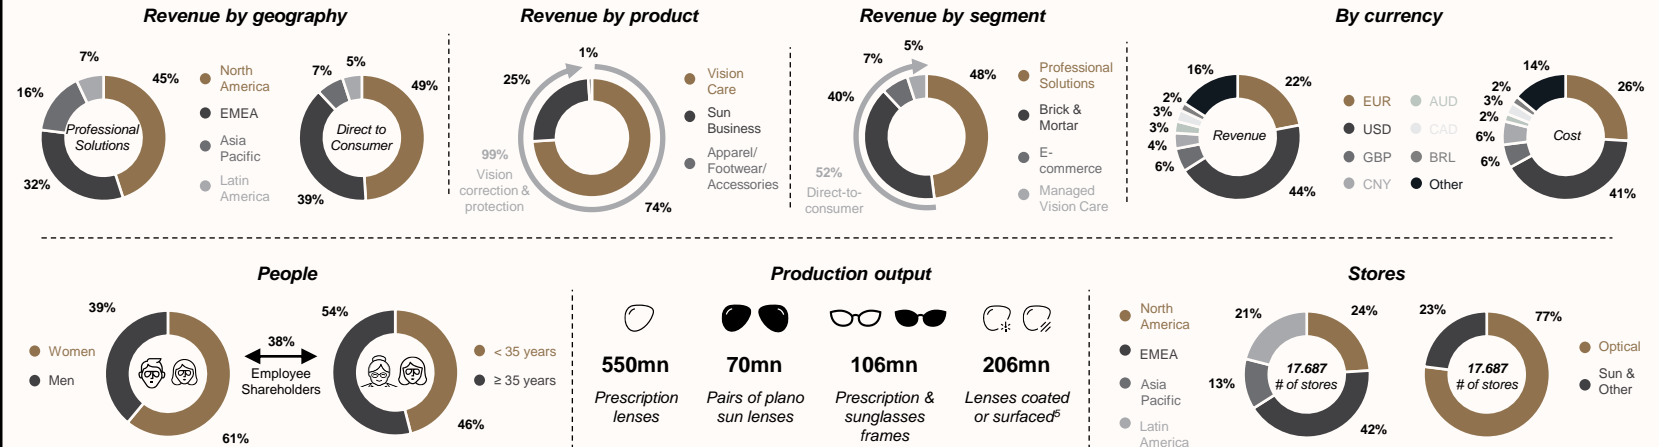 Revenue by geography
7%
16%
45%
32%
Professional
Solutions
North
America
EMEA
Asia
Pacific
Latin
America
5%
7%
49%
39%
Direct to
Consumer
Revenue by product
1%
25%
74%
99%
Vision
correction &
protection
Vision
Care
Sun
Business
Apparel/
Footwear/
Accessories
Revenue by segment
5%
7%
48%
40%
52%
Direct-to-
consumer
Professional
Solutions
Brick &
Mortar
E-
commerce
Managed
Vision Care
By currency
16%
22%
2%
3%
3%
4%
6%
44%
Revenue
EUR
USD
GBP
CNY
AUD
CAD
BRL
Other
14%
26%
2%
3%
2%
6%
6%
41%
Cost
People
39%
61%
Women
Men
38%
Employee
Shareholders
54%
46%
< 35 years
≥ 35 years
Production output
550mn
Prescription
lenses
70mn
Pairs of plano
sun lenses
106mn
Prescription &
sunglasses
frames
206mn
Lenses coated
or surfaced⁵
Stores
North
America
EMEA
Asia
Pacific
Latin
America
21%
24%
13%
42%
17.687
# of stores
23%
77%
17.687
# of stores
Optical
Sun &
Other